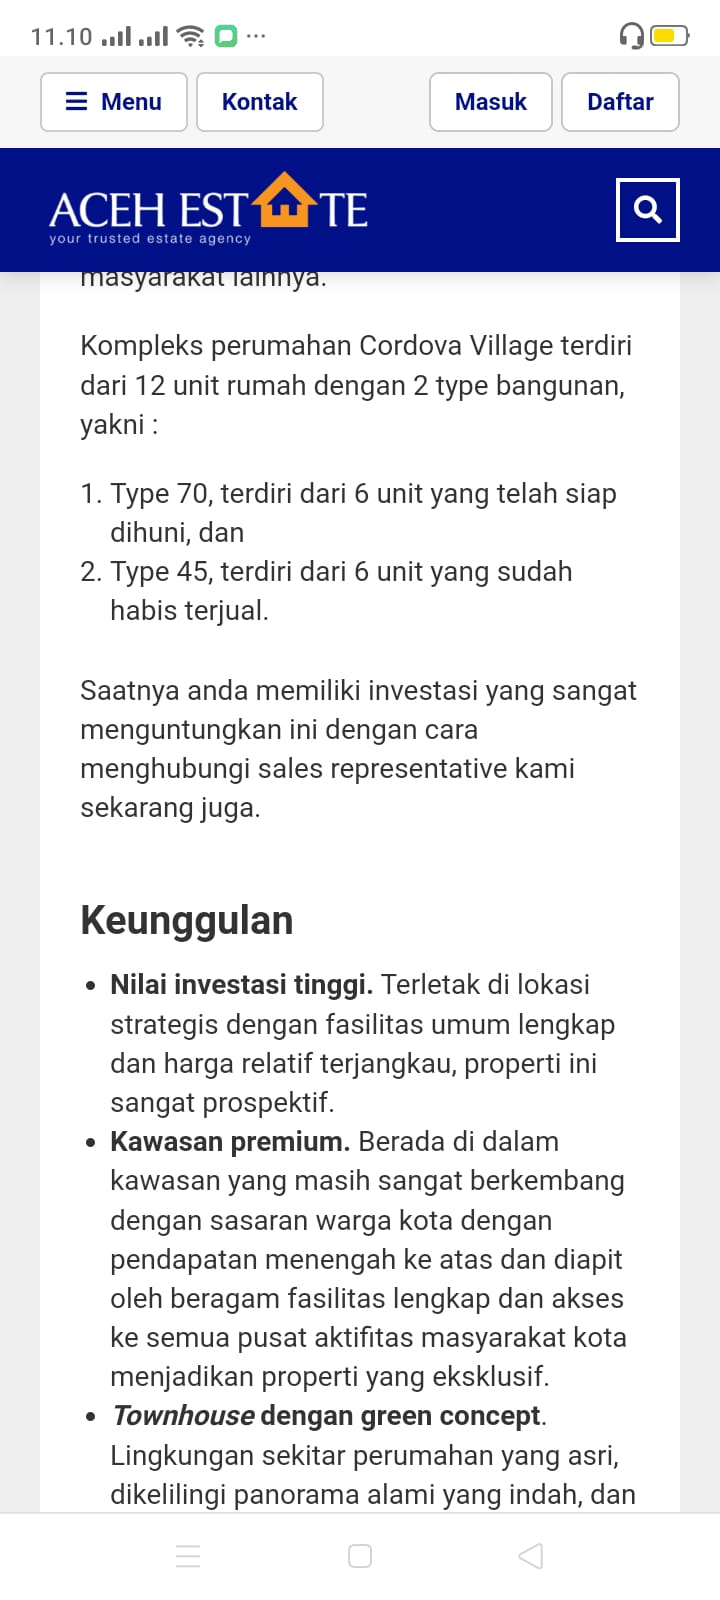 11.10
Menu
Kontak
Masuk
Daftar
ACEH ESTATE
your trusted estate agency
masyarakat lainnya.
Kompleks perumahan Cordova Village terdiri
dari 12 unit rumah dengan 2 type bangunan,
yakni :
1. Type 70, terdiri dari 6 unit yang telah siap
dihuni, dan
2. Type 45, terdiri dari 6 unit yang sudah
habis terjual.
Saatnya anda memiliki investasi yang sangat
menguntungkan ini dengan cara
menghubungi sales representative kami
sekarang juga.
Keunggulan
• Nilai investasi tinggi. Terletak di lokasi
strategis dengan fasilitas umum lengkap
dan harga relatif terjangkau, properti ini
sangat prospektif.
• Kawasan premium. Berada di dalam
kawasan yang masih sangat berkembang
dengan sasaran warga kota dengan
pendapatan menengah ke atas dan diapit
oleh beragam fasilitas lengkap dan akses
ke semua pusat aktifitas masyarakat kota
menjadikan properti yang eksklusif.
• Townhouse dengan green concept.
Lingkungan sekitar perumahan yang asri,
dikelilingi panorama alami yang indah, dan